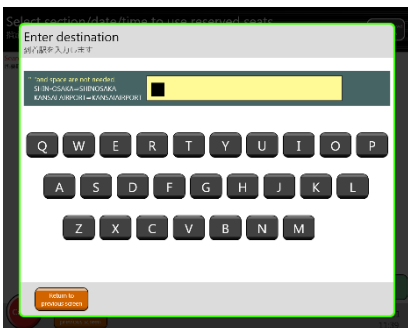 Select section/date/time to use reserved seats
Enter destination
到着駅を入力します
* "-"and space are not needed.
SHIN-OSAKA→SHINOSAKA
KANSAI AIRPORT→KANSAIAIRPORT
Q W E R T Y U I O P
A S D F G H J K L
Z X C V B N M
Return to
previous screen